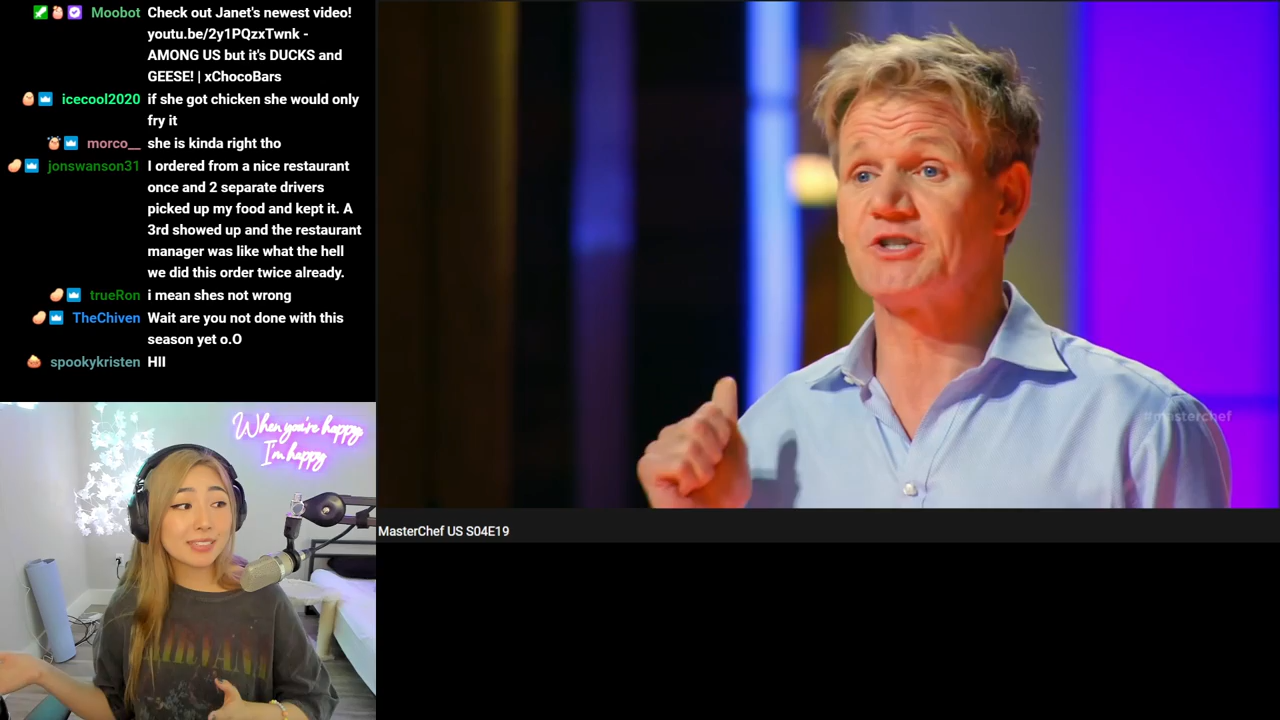 Moobot Check out Janet's newest video!
youtu.be/2y1PQzxTwnk -
AMONG US but it's DUCKS and
GEESE! | xChocoBars
icecool2020 if she got chicken she would only
fry it
morco__ she is kinda right tho
jonswanson31 I ordered from a nice restaurant
once and 2 separate drivers
picked up my food and kept it. A
3rd showed up and the restaurant
manager was like what the hell
we did this order twice already.
trueRon i mean shes not wrong
TheChiven Wait are you not done with this
season yet o.O
spookykristen HII
When you're happy
I'm happy
NIRVANA
#masterchef
MasterChef US S04E19